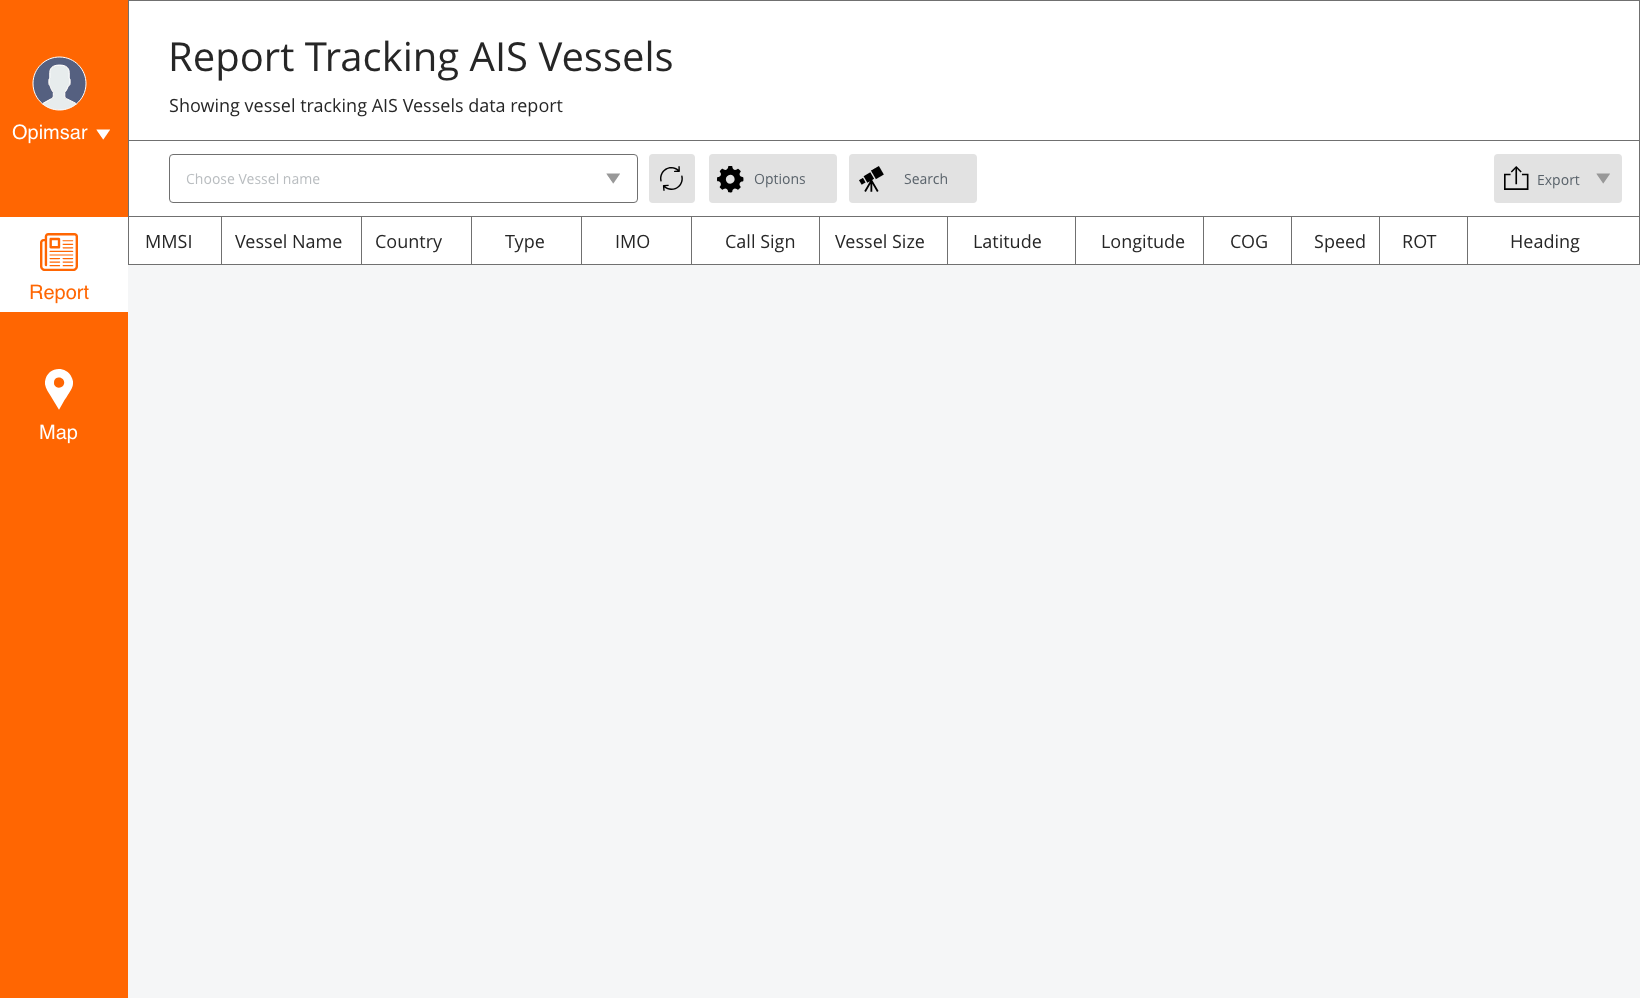 Opimsar
Report
Map
Report Tracking AIS Vessels
Showing vessel tracking AIS Vessels data report
Choose Vessel name
Options
Search
Export
MMSI Vessel Name Country Type IMO Call Sign Vessel Size Latitude Longitude COG Speed ROT Heading